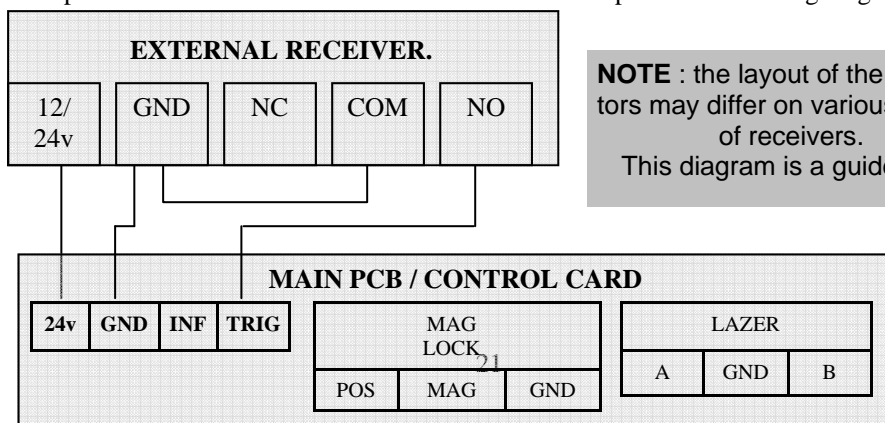 EXTERNAL RECEIVER.
12/
24v
GND
NC
COM
NO
NOTE : the layout of the
tors may differ on various
of receivers.
This diagram is a guide
MAIN PCB / CONTROL CARD
24v GND INF TRIG
MAG
LOCK
21
POS MAG GND
LAZER
A GND B